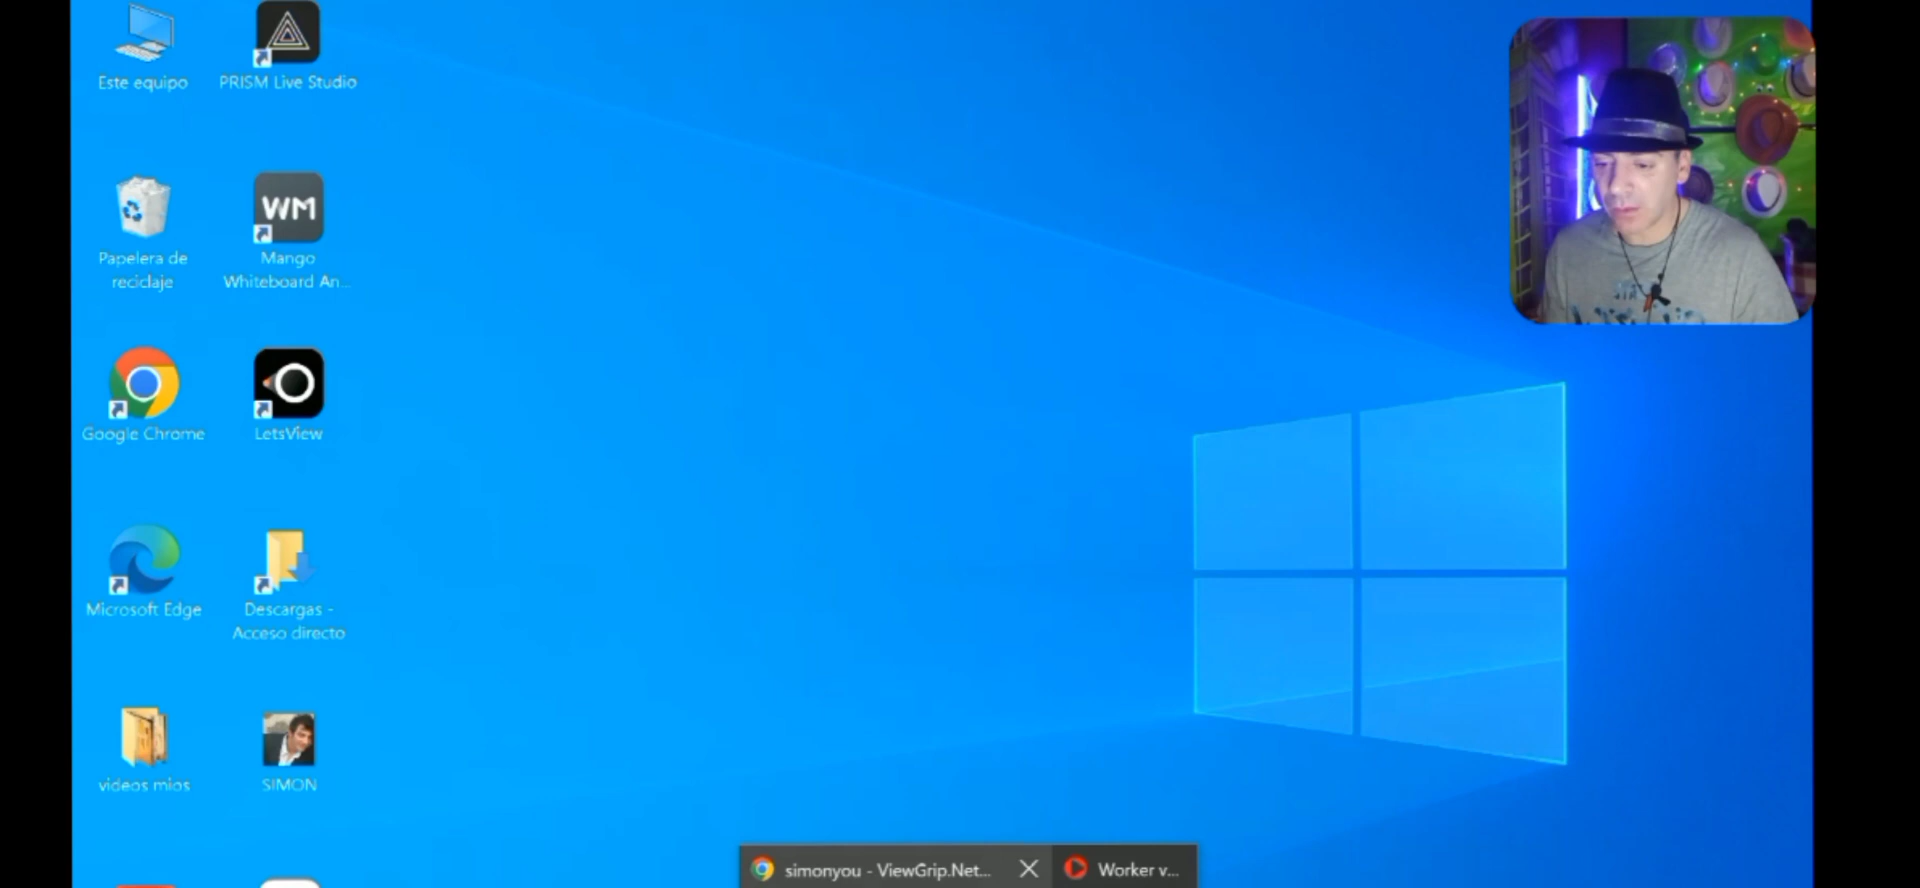 Este equipo
PRISM Live Studio
Papelera de
reciclaje
WM
Mango
Whiteboard An...
Google Chrome
LetsView
Microsoft Edge
Descargas -
Acceso directo
videos mios
SIMON
simonyou - ViewGrip.Net...
Worker v...